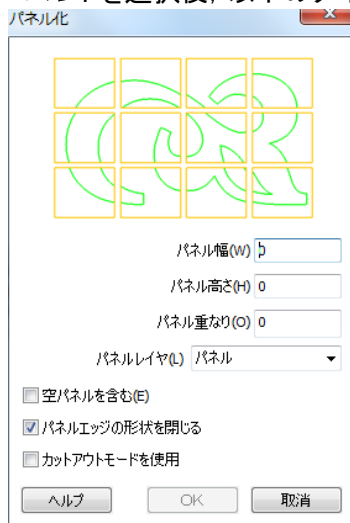 パネル化
パネル幅(W) 0
パネル高さ(H) 0
パネル重なり(O) 0
パネルレイヤ(L) パネル
空パネルを含む(E)
パネルエッジの形状を閉じる
カットアウトモードを使用
ヘルプ OK 取消